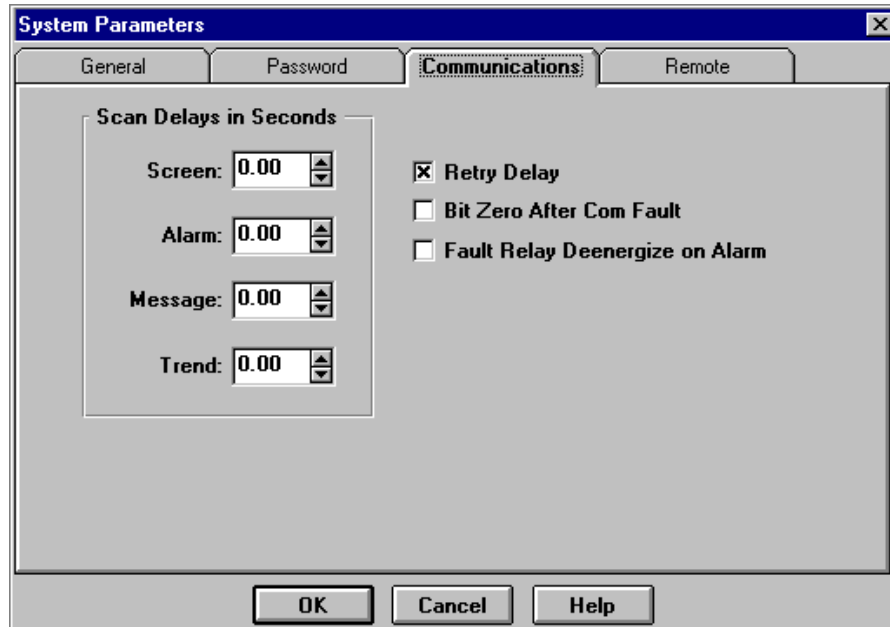 System Parameters
General Password Communications Remote
Scan Delays in Seconds
Screen: 0.00
Alarm: 0.00
Message: 0.00
Trend: 0.00
Retry Delay
Bit Zero After Com Fault
Fault Relay Deenergize on Alarm
OK Cancel Help